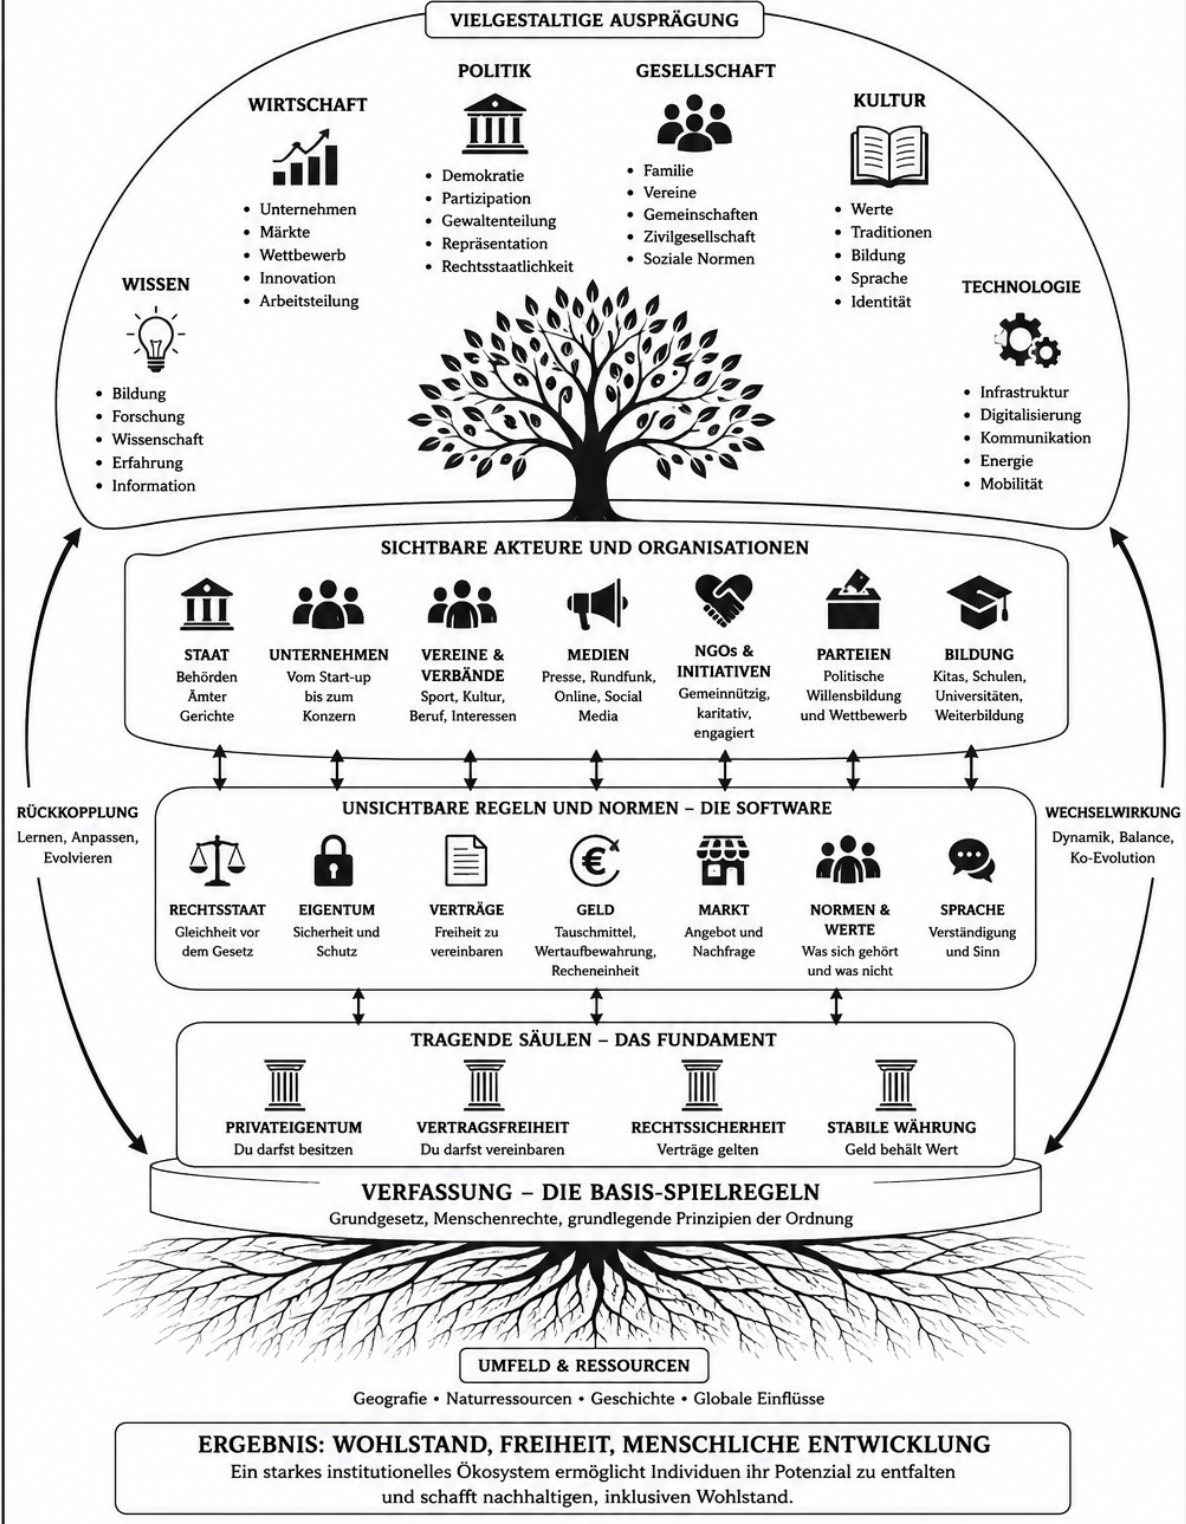 VIELGESTALTIGE AUSPRÄGUNG
POLITIK
• Demokratie
• Partizipation
• Gewaltenteilung
• Repräsentation
• Rechtsstaatlichkeit
GESELLSCHAFT
• Familie
• Vereine
• Gemeinschaften
• Zivilgesellschaft
• Soziale Normen
WIRTSCHAFT
• Unternehmen
• Märkte
• Wettbewerb
• Innovation
• Arbeitsteilung
KULTUR
• Werte
• Traditionen
• Bildung
• Sprache
• Identität
WISSEN
• Bildung
• Forschung
• Wissenschaft
• Erfahrung
• Information
TECHNOLOGIE
• Infrastruktur
• Digitalisierung
• Kommunikation
• Energie
• Mobilität
SICHTBARE AKTEURE UND ORGANISATIONEN
STAAT
Behörden
Ämter
Gerichte
UNTERNEHMEN
Vom Start-up
bis zum
Konzern
VEREINE &
VERBÄNDE
Sport, Kultur,
Beruf, Interessen
MEDIEN
Presse, Rundfunk,
Online, Social
Media
NGOs &
INITIATIVEN
Gemeinnützig,
karitativ,
engagiert
PARTEIEN
Politische
Willensbildung
und Wettbewerb
BILDUNG
Kitas, Schulen,
Universitäten,
Weiterbildung
RÜCKKOPPLUNG
Lernen, Anpassen,
Evolvieren
WECHSELWIRKUNG
Dynamik, Balance,
Ko-Evolution
UNSICHTBARE REGELN UND NORMEN – DIE SOFTWARE
RECHTSSTAAT
Gleichheit vor
dem Gesetz
EIGENTUM
Sicherheit und
Schutz
VERTRÄGE
Freiheit zu
vereinbaren
€
GELD
Tauschmittel,
Wertaufbewahrung,
Recheneinheit
MARKT
Angebot und
Nachfrage
NORMEN &
WERTE
Was sich gehört
und was nicht
SPRACHE
Verständigung
und Sinn
TRAGENDE SÄULEN – DAS FUNDAMENT
PRIVATEIGENTUM
Du darfst besitzen
VERTRAGSFREIHEIT
Du darfst vereinbaren
RECHTSSICHERHEIT
Verträge gelten
STABILE WÄHRUNG
Geld behält Wert
VERFASSUNG – DIE BASIS-SPIELREGELN
Grundgesetz, Menschenrechte, grundlegende Prinzipien der Ordnung
UMFELD & RESSOURCEN
Geografie • Naturressourcen • Geschichte • Globale Einflüsse
ERGEBNIS: WOHLSTAND, FREIHEIT, MENSCHLICHE ENTWICKLUNG
Ein starkes institutionelles Ökosystem ermöglicht Individuen ihr Potenzial zu entfalten
und schafft nachhaltigen, inklusiven Wohlstand.